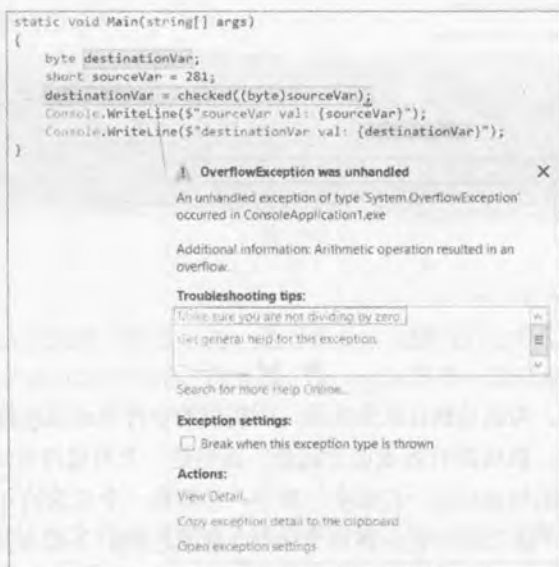 static void Main(string[] args)
{
byte destinationVar;
short sourceVar = 281;
destinationVar = checked((byte)sourceVar);
Console.WriteLine($"sourceVar val: {sourceVar}");
Console.WriteLine($"destinationVar val: {destinationVar}");
}
! OverflowException was unhandled X
An unhandled exception of type 'System.OverflowException'
occurred in ConsoleApplication1.exe
Additional information: Arithmetic operation resulted in an
overflow.
Troubleshooting tips:
Make sure you are not dividing by zero.
Get general help for this exception.
Search for more Help Online...
Exception settings:
Break when this exception type is thrown
Actions:
View Detail...
Copy exception detail to the clipboard
Open exception settings